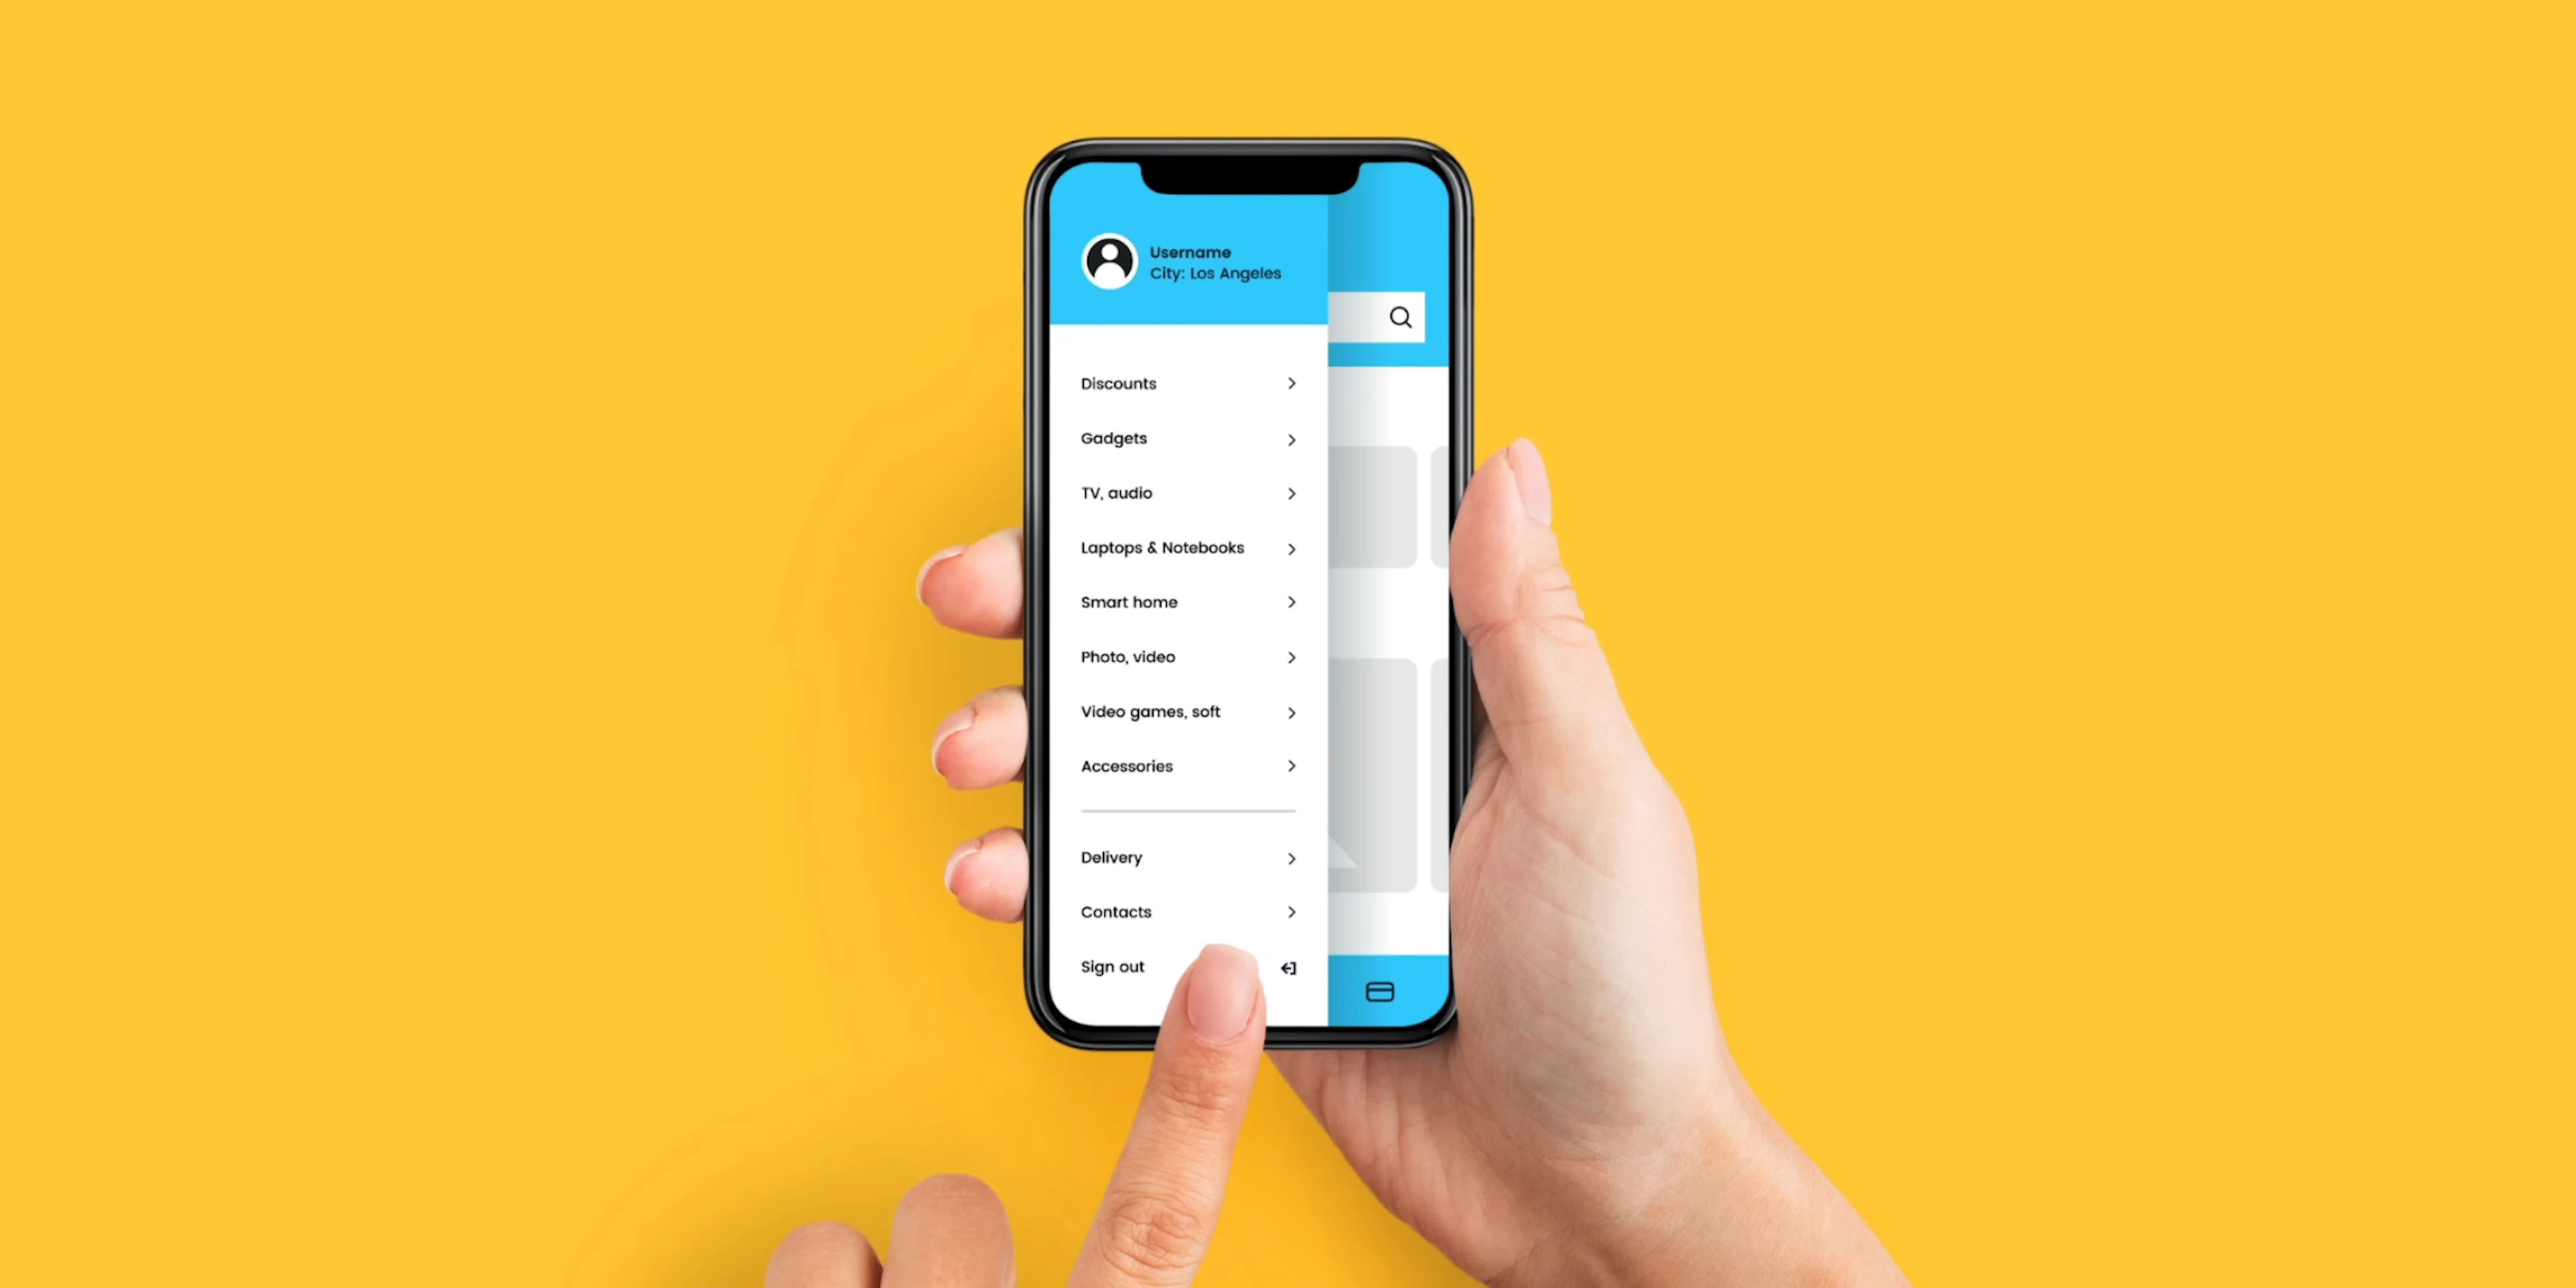 Username
City: Los Angeles
Discounts
Gadgets
TV, audio
Laptops & Notebooks
Smart home
Photo, video
Video games, soft
Accessories
Delivery
Contacts
Sign out